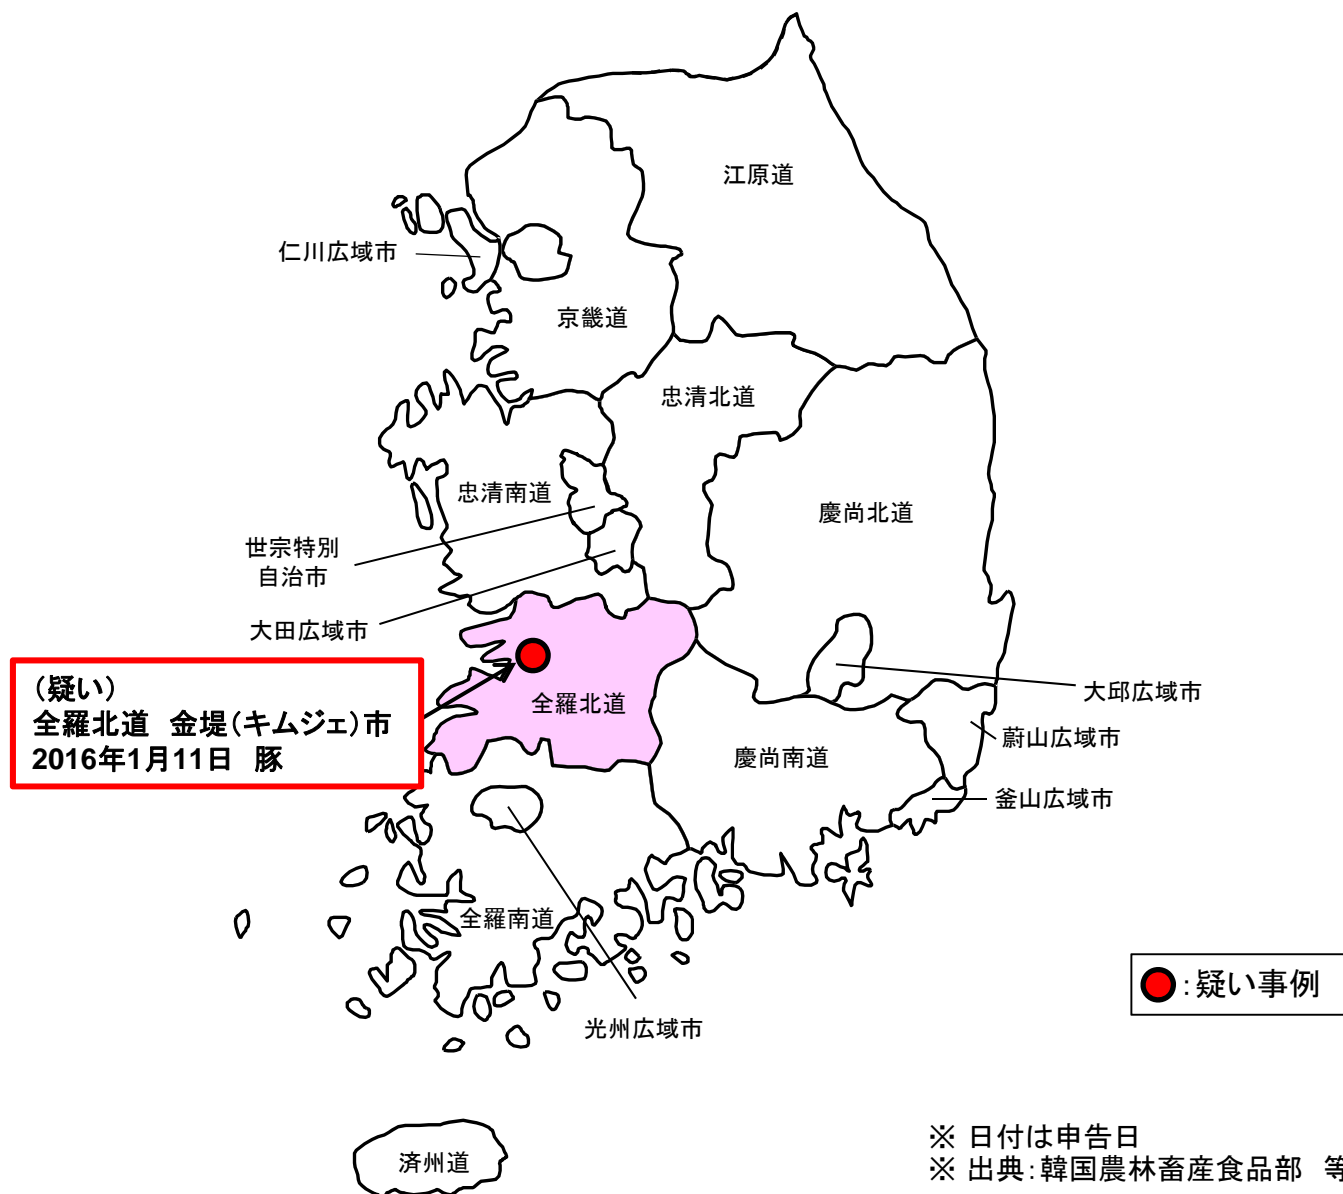 江原道
仁川広域市
京畿道
忠清北道
忠清南道
慶尚北道
世宗特別
自治市
大田広域市
（疑い）
全羅北道　金堤（キムジェ）市
2016年1月11日　豚
全羅北道
大邱広域市
蔚山広域市
慶尚南道
釜山広域市
全羅南道
●：疑い事例
光州広域市
済州道
※ 日付は申告日
※ 出典：韓国農林畜産食品部　等